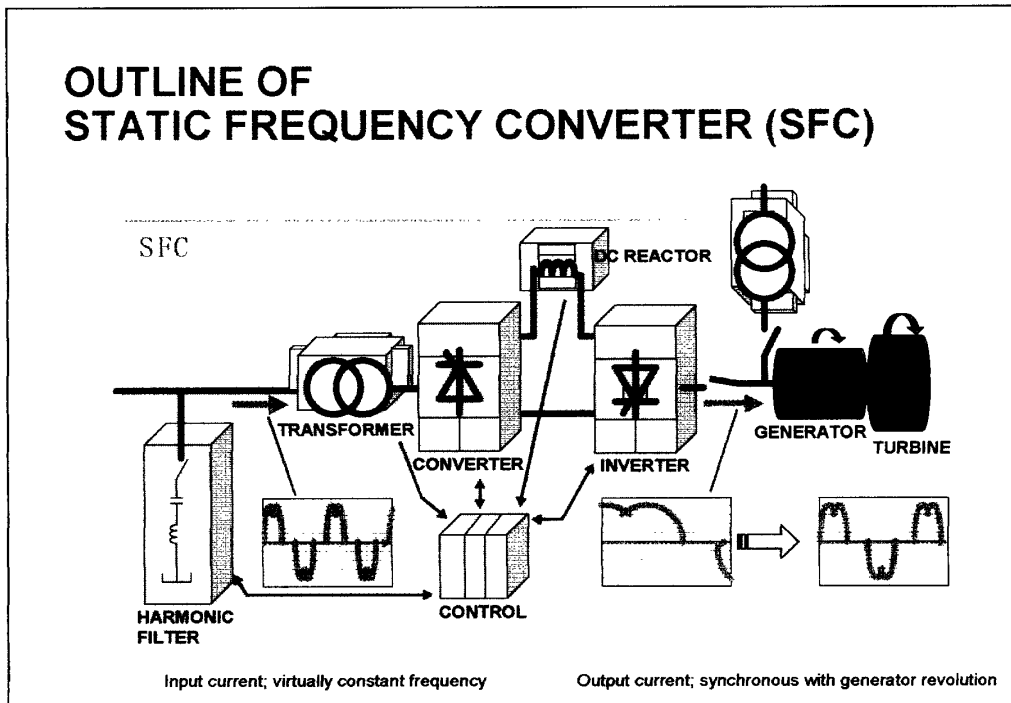 OUTLINE OF
STATIC FREQUENCY CONVERTER (SFC)
SFC
DC REACTOR
TRANSFORMER
CONVERTER
INVERTER
GENERATOR
TURBINE
HARMONIC
FILTER
CONTROL
Input current; virtually constant frequency
Output current; synchronous with generator revolution